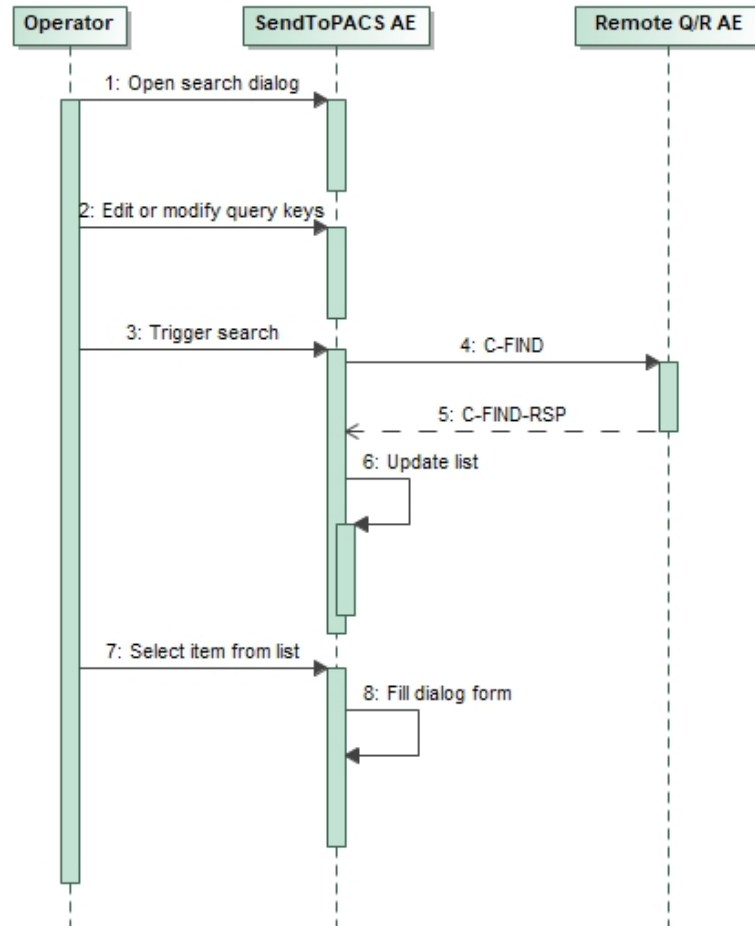 Operator
SendToPACS AE
Remote Q/R AE
1: Open search dialog
2: Edit or modify query keys
3: Trigger search
4: C-FIND
5: C-FIND-RSP
6: Update list
7: Select item from list
8: Fill dialog form